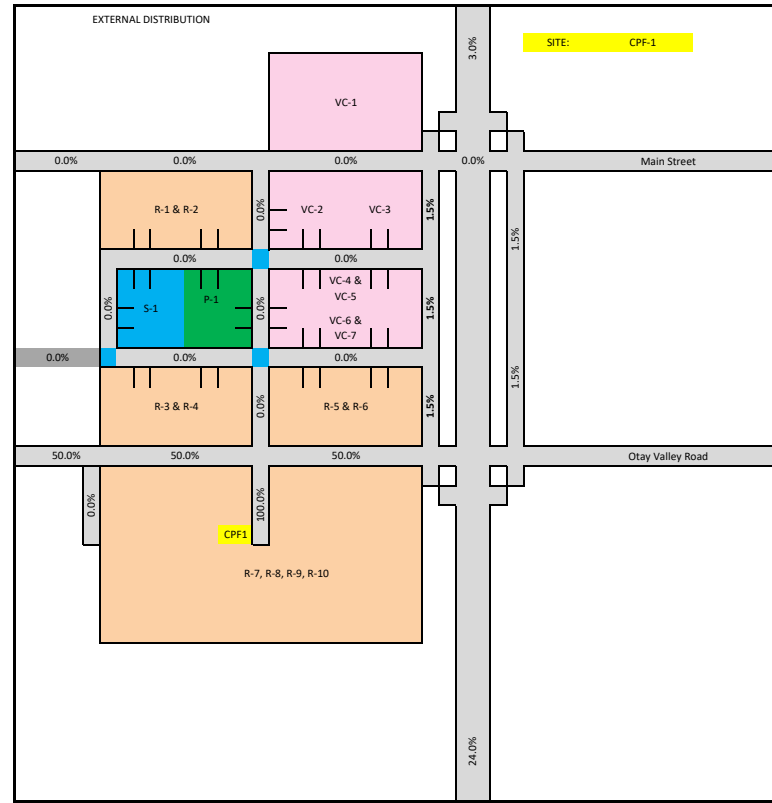 EXTERNAL DISTRIBUTION
3.0%
SITE: CPF-1
VC-1
0.0% 0.0% 0.0% 0.0% Main Street
R-1 & R-2
0.0%
VC-2 VC-3
1.5%
1.5%
0.0% 0.0%
0.0%
S-1
P-1
0.0%
VC-4 &
VC-5
VC-6 &
VC-7
1.5%
0.0% 0.0% 0.0%
1.5%
R-3 & R-4
0.0%
R-5 & R-6
1.5%
50.0% 50.0% 50.0% Otay Valley Road
0.0%
100.0%
CPF1
R-7, R-8, R-9, R-10
24.0%